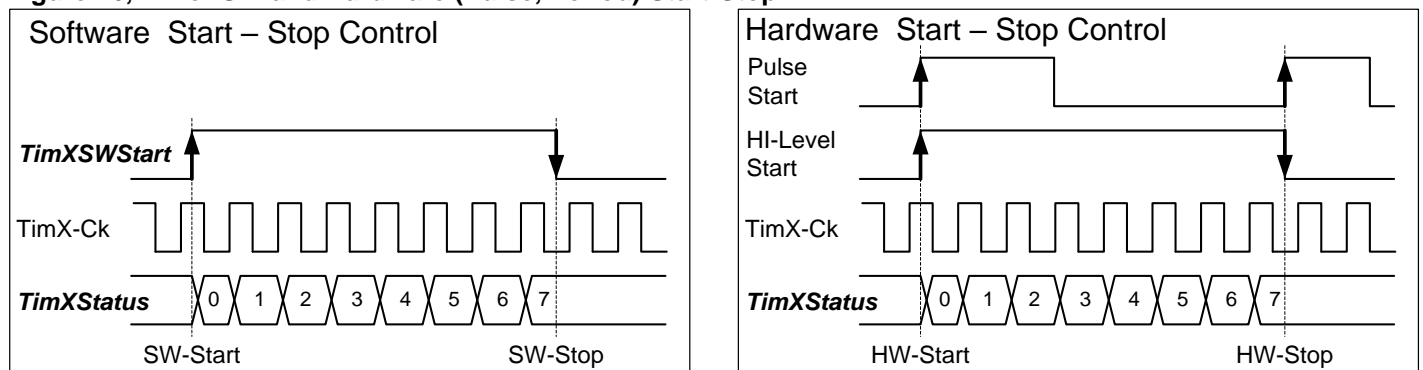 Software Start – Stop Control
TimXSWStart
TimX-Ck
TimXStatus
0 1 2 3 4 5 6 7
SW-Start SW-Stop
Hardware Start – Stop Control
Pulse
Start
HI-Level
Start
TimX-Ck
TimXStatus
0 1 2 3 4 5 6 7
HW-Start HW-Stop